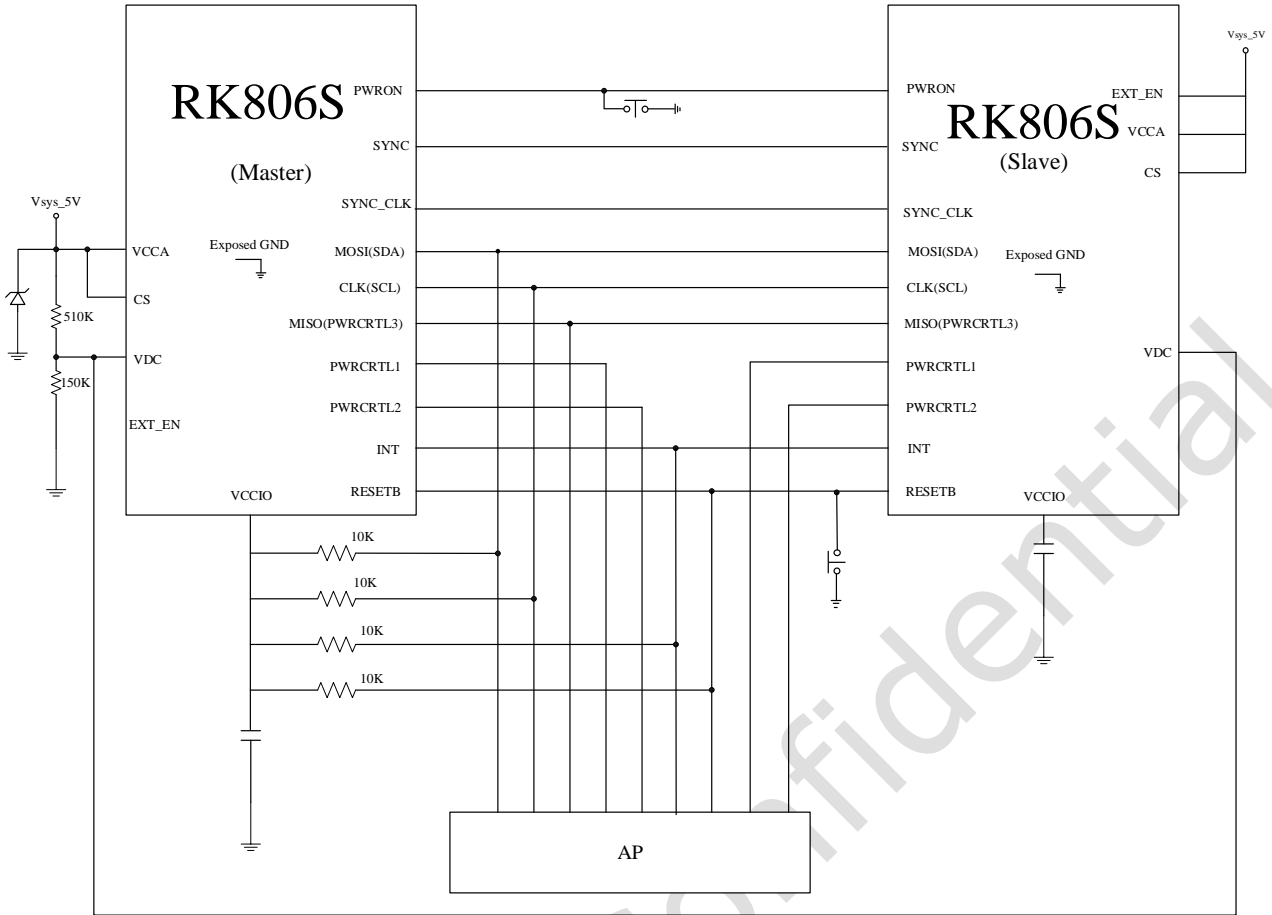 RK806S
(Master)
PWRON
SYNC
SYNC_CLK
MOSI(SDA)
CLK(SCL)
MISO(PWRCRTL3)
PWRCRTL1
PWRCRTL2
INT
RESETB
Vsys_5V
VCCA
CS
510K
VDC
150K
EXT_EN
Exposed GND
VCCIO
10K
10K
10K
10K
AP
RK806S
(Slave)
PWRON
SYNC
SYNC_CLK
MOSI(SDA)
CLK(SCL)
MISO(PWRCRTL3)
PWRCRTL1
PWRCRTL2
INT
RESETB
Exposed GND
VCCIO
Vsys_5V
EXT_EN
VCCA
CS
VDC
nfidential